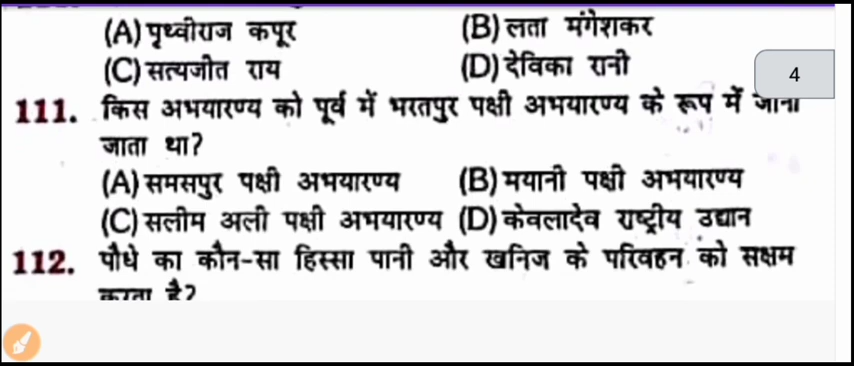 (A) पृथ्वीराज कपूर (B) लता मंगेशकर
(C) सत्यजीत राय (D) देविका रानी
4
111. किस अभयारण्य को पूर्व में भरतपुर पक्षी अभयारण्य के रूप में जाना
जाता था?
(A) समसपुर पक्षी अभयारण्य (B) मयानी पक्षी अभयारण्य
(C) सलीम अली पक्षी अभयारण्य (D) केवलादेव राष्ट्रीय उद्यान
112. पौधे का कौन-सा हिस्सा पानी और खनिज के परिवहन को सक्षम
करता है?